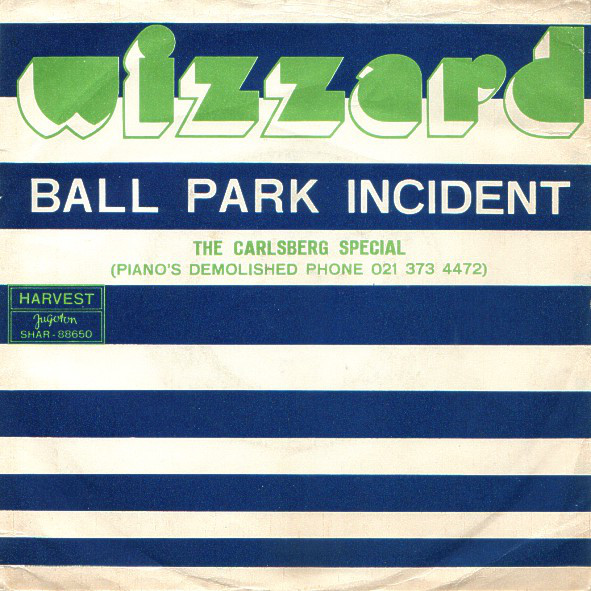 wizzard
BALL PARK INCIDENT
THE CARLSBERG SPECIAL
(PIANO'S DEMOLISHED PHONE 021 373 4472)
HARVEST
Jugoton
SHAR-88650